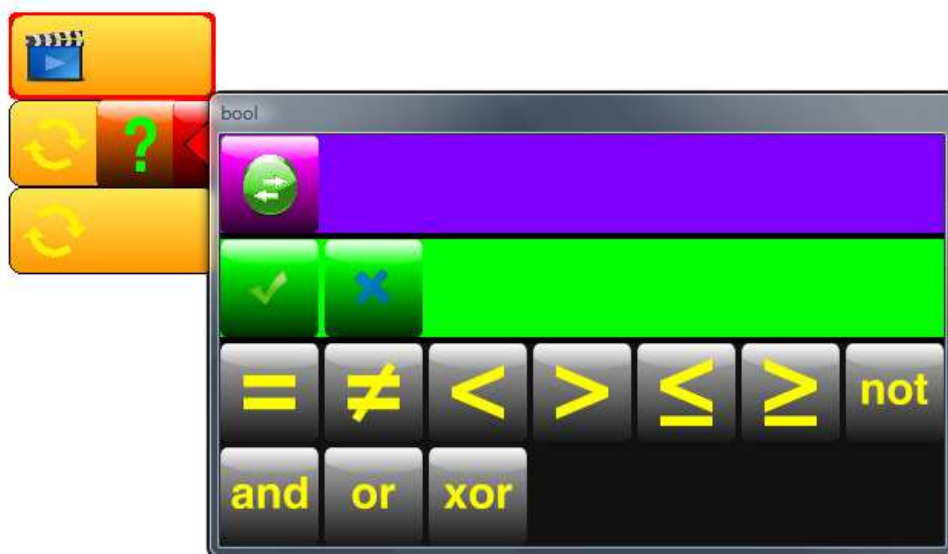 ?
bool
= ≠ < > ≤ ≥ not
and or xor